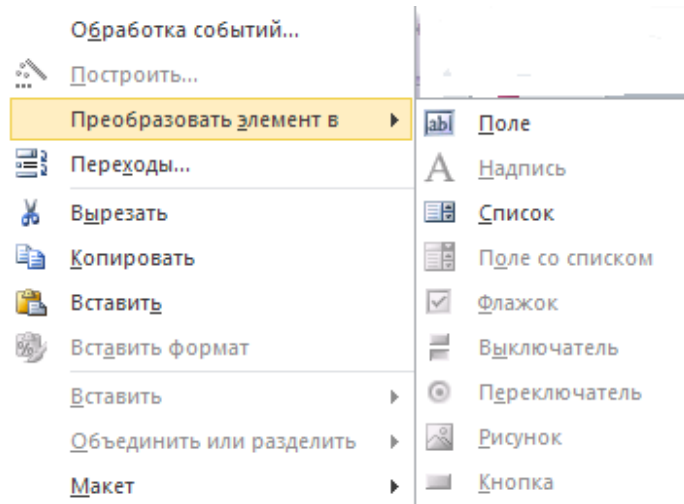 Обработка событий...
Построить...
Преобразовать элемент в
Переходы...
Вырезать
Копировать
Вставить
Вставить формат
Вставить
Объединить или разделить
Макет
Поле
Надпись
Список
Поле со списком
Флажок
Выключатель
Переключатель
Рисунок
Кнопка